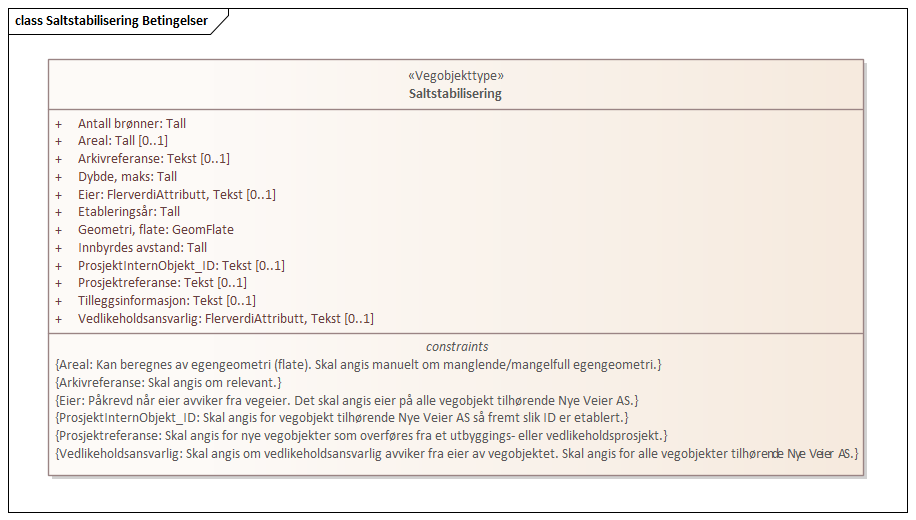 class Saltstabilisering Betingelser
«Vegobjekttype»
Saltstabilisering
+ Antall brønner: Tall
+ Areal: Tall [0..1]
+ Arkivreferanse: Tekst [0..1]
+ Dybde, maks: Tall
+ Eier: FlerverdiAttributt, Tekst [0..1]
+ Etableringsår: Tall
+ Geometri, flate: GeomFlate
+ Innbyrdes avstand: Tall
+ ProsjektInternObjekt_ID: Tekst [0..1]
+ Prosjektreferanse: Tekst [0..1]
+ Tilleggsinformasjon: Tekst [0..1]
+ Vedlikeholdsansvarlig: FlerverdiAttributt, Tekst [0..1]
constraints
{Areal: Kan beregnes av egengeometri (flate). Skal angis manuelt om manglende/mangelfull egengeometri.}
{Arkivreferanse: Skal angis om relevant.}
{Eier: Påkrevd når eier avviker fra vegeier. Det skal angis eier på alle vegobjekt tilhørende Nye Veier AS.}
{ProsjektInternObjekt_ID: Skal angis for vegobjekt tilhørende Nye Veier AS så fremt slik ID er etablert.}
{Prosjektreferanse: Skal angis for nye vegobjekter som overføres fra et utbyggings- eller vedlikeholdsprosjekt.}
{Vedlikeholdsansvarlig: Skal angis om vedlikeholdsansvarlig avviker fra eier av vegobjektet. Skal angis for alle vegobjekter tilhørende Nye Veier AS.}